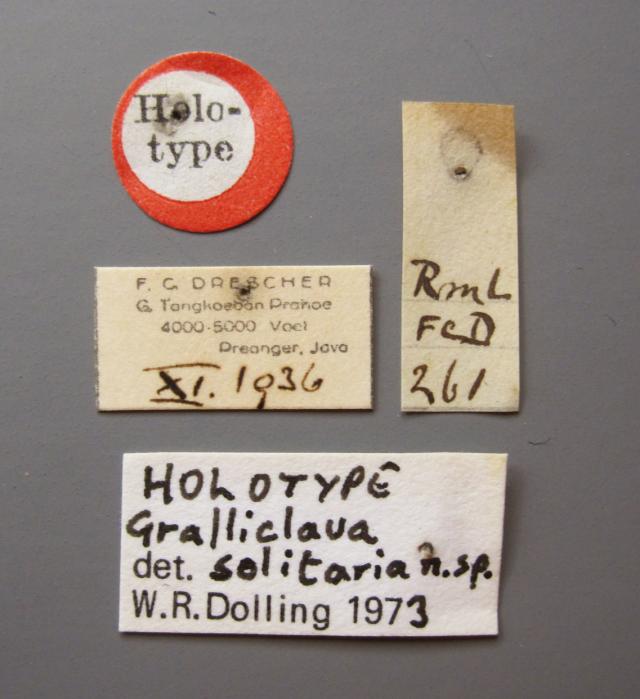 Holo-
type
F. C. DRESCHER
G. Tangkoeban Prahoe
4000-5000 Voet
Preanger, Java
XI. 1936
RmL
FCD
261
HOLOTYPE
Gralliclava
det. solitaria n.sp.
W.R. Dolling 1973